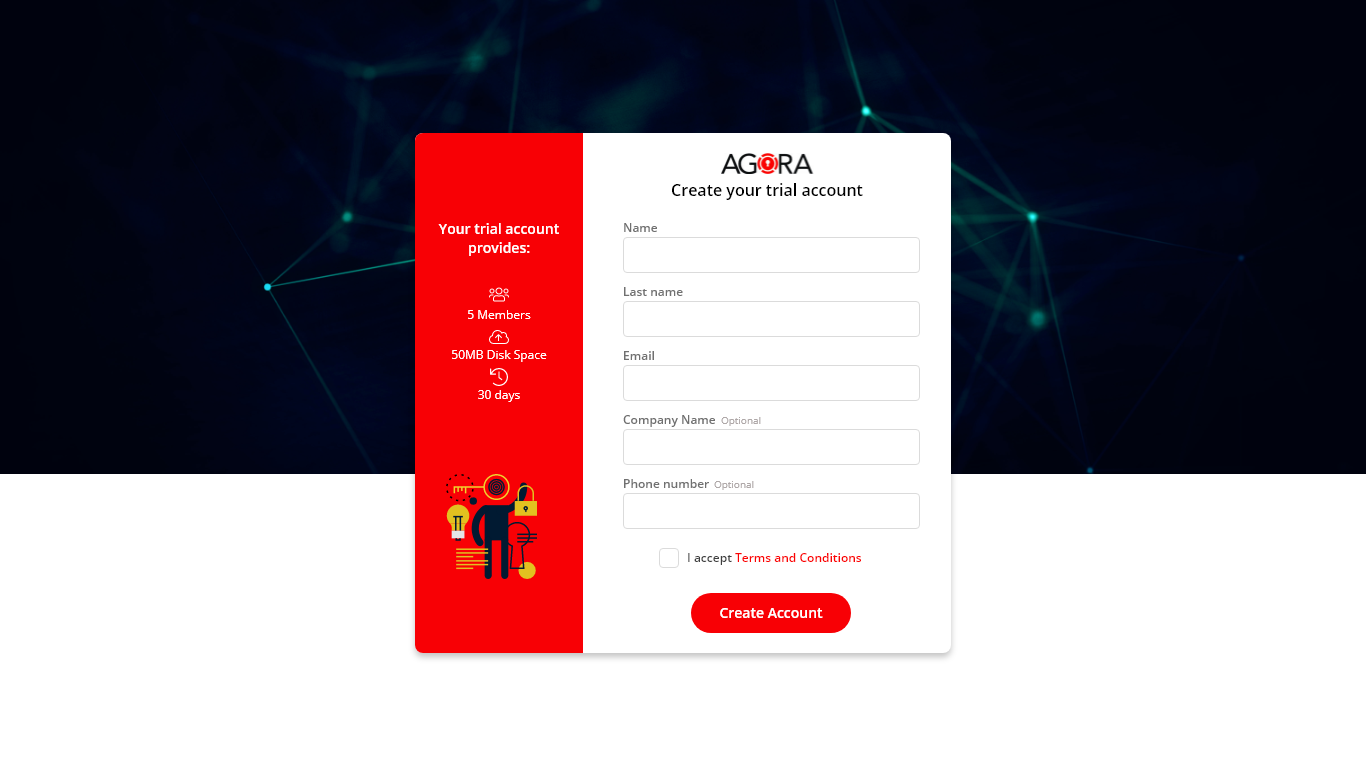 Your trial account
provides:
5 Members
50MB Disk Space
30 days
AGORA
Create your trial account
Name
Last name
Email
Company Name Optional
Phone number Optional
I accept Terms and Conditions
Create Account